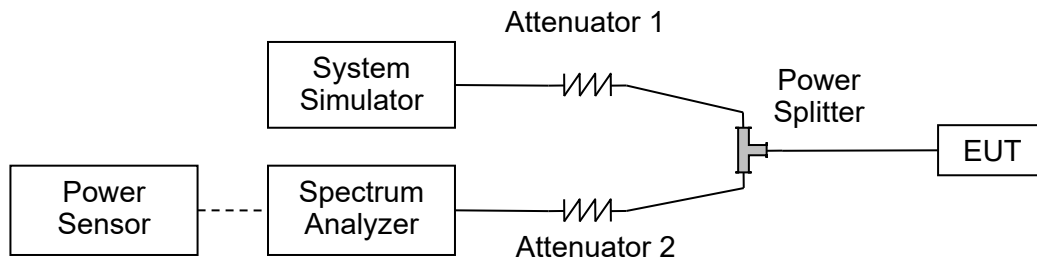 Attenuator 1
System
Simulator
Power
Splitter
EUT
Power
Sensor
Spectrum
Analyzer
Attenuator 2